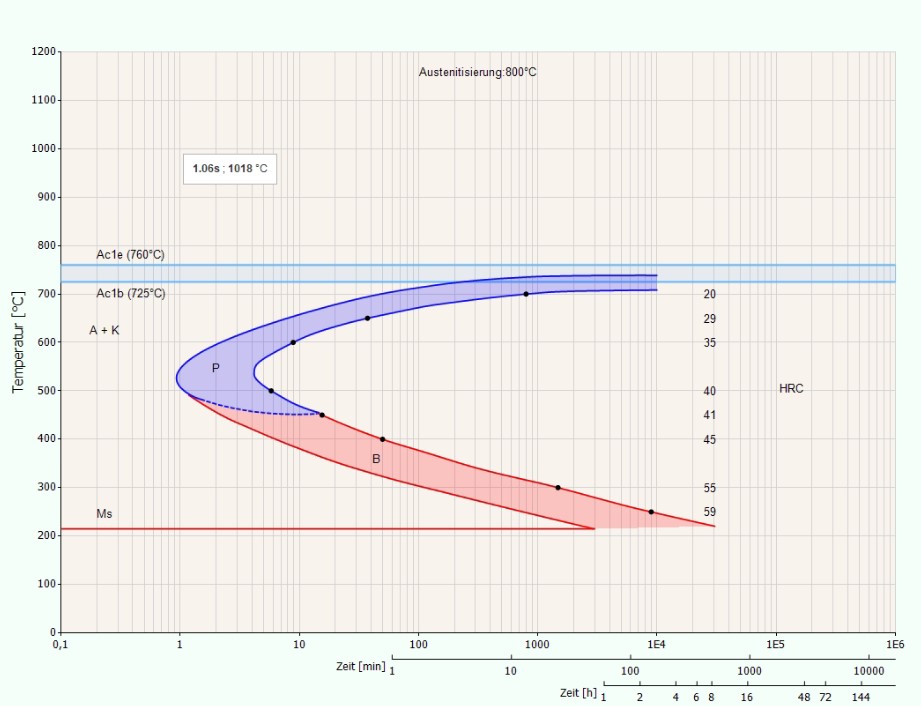 1200
Austenitisierung:800°C
1100
1000
1.06s ; 1018 °C
900
800
Ac1e (760°C)
700
Ac1b (725°C)
20
29
A + K
600
35
P
Temperatur [°C]
500
40
HRC
41
400
45
B
300
55
59
Ms
200
100
0
0,1 1 10 100 1000 1E4 1E5 1E6
Zeit [min] 1 10 100 1000 10000
Zeit [h] 1 2 4 6 8 16 48 72 144